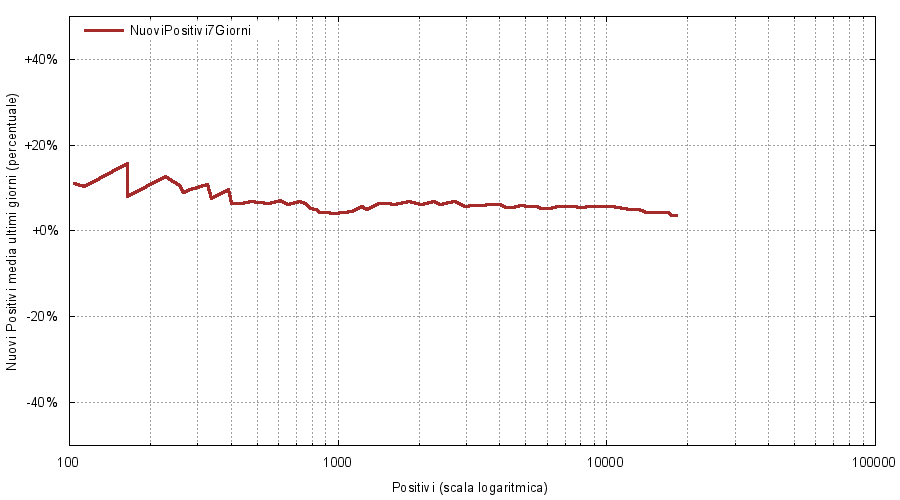 NuoviPositivi7Giorni
+40%
+20%
+0%
-20%
-40%
Nuovi Positivi media ultimi giorni (percentuale)
100 1000 10000 100000
Positivi (scala logaritmica)